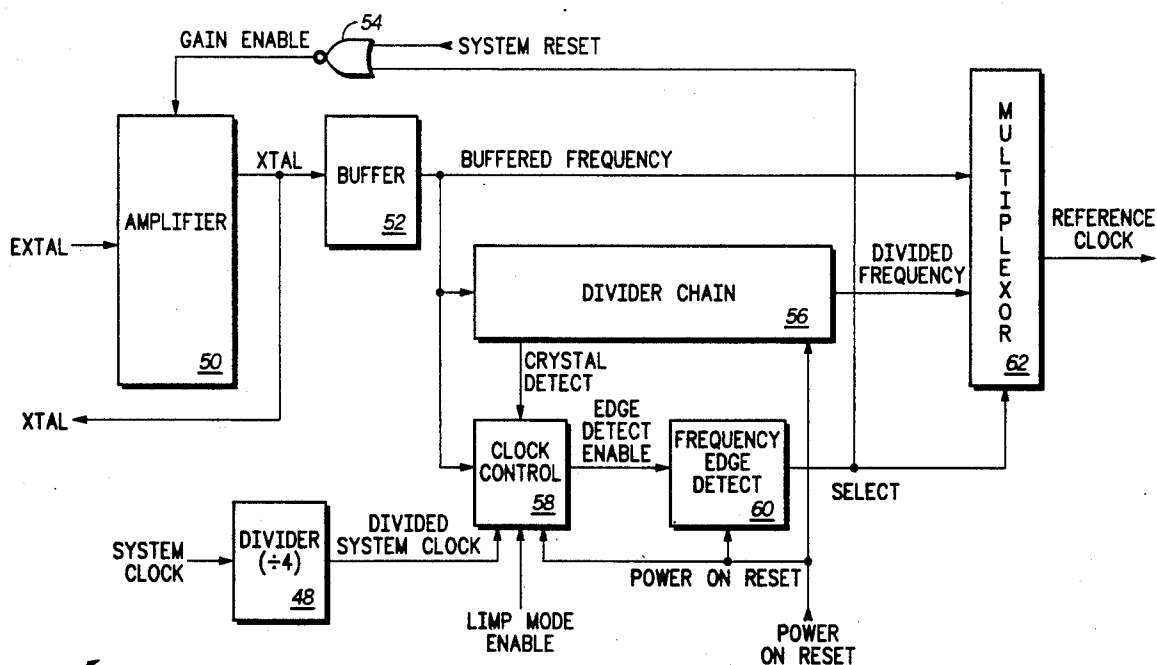 54
GAIN ENABLE
SYSTEM RESET
MULTIPLEXOR
62
XTAL
BUFFER
52
BUFFERED FREQUENCY
AMPLIFIER
50
EXTAL
REFERENCE
CLOCK
DIVIDED
FREQUENCY
DIVIDER CHAIN
56
CRYSTAL
DETECT
XTAL
EDGE
DETECT
ENABLE
CLOCK
CONTROL
58
FREQUENCY
EDGE
DETECT
60
SELECT
DIVIDED
SYSTEM CLOCK
SYSTEM
CLOCK
DIVIDER
(÷4)
48
POWER ON RESET
LIMP MODE
ENABLE
POWER
ON RESET